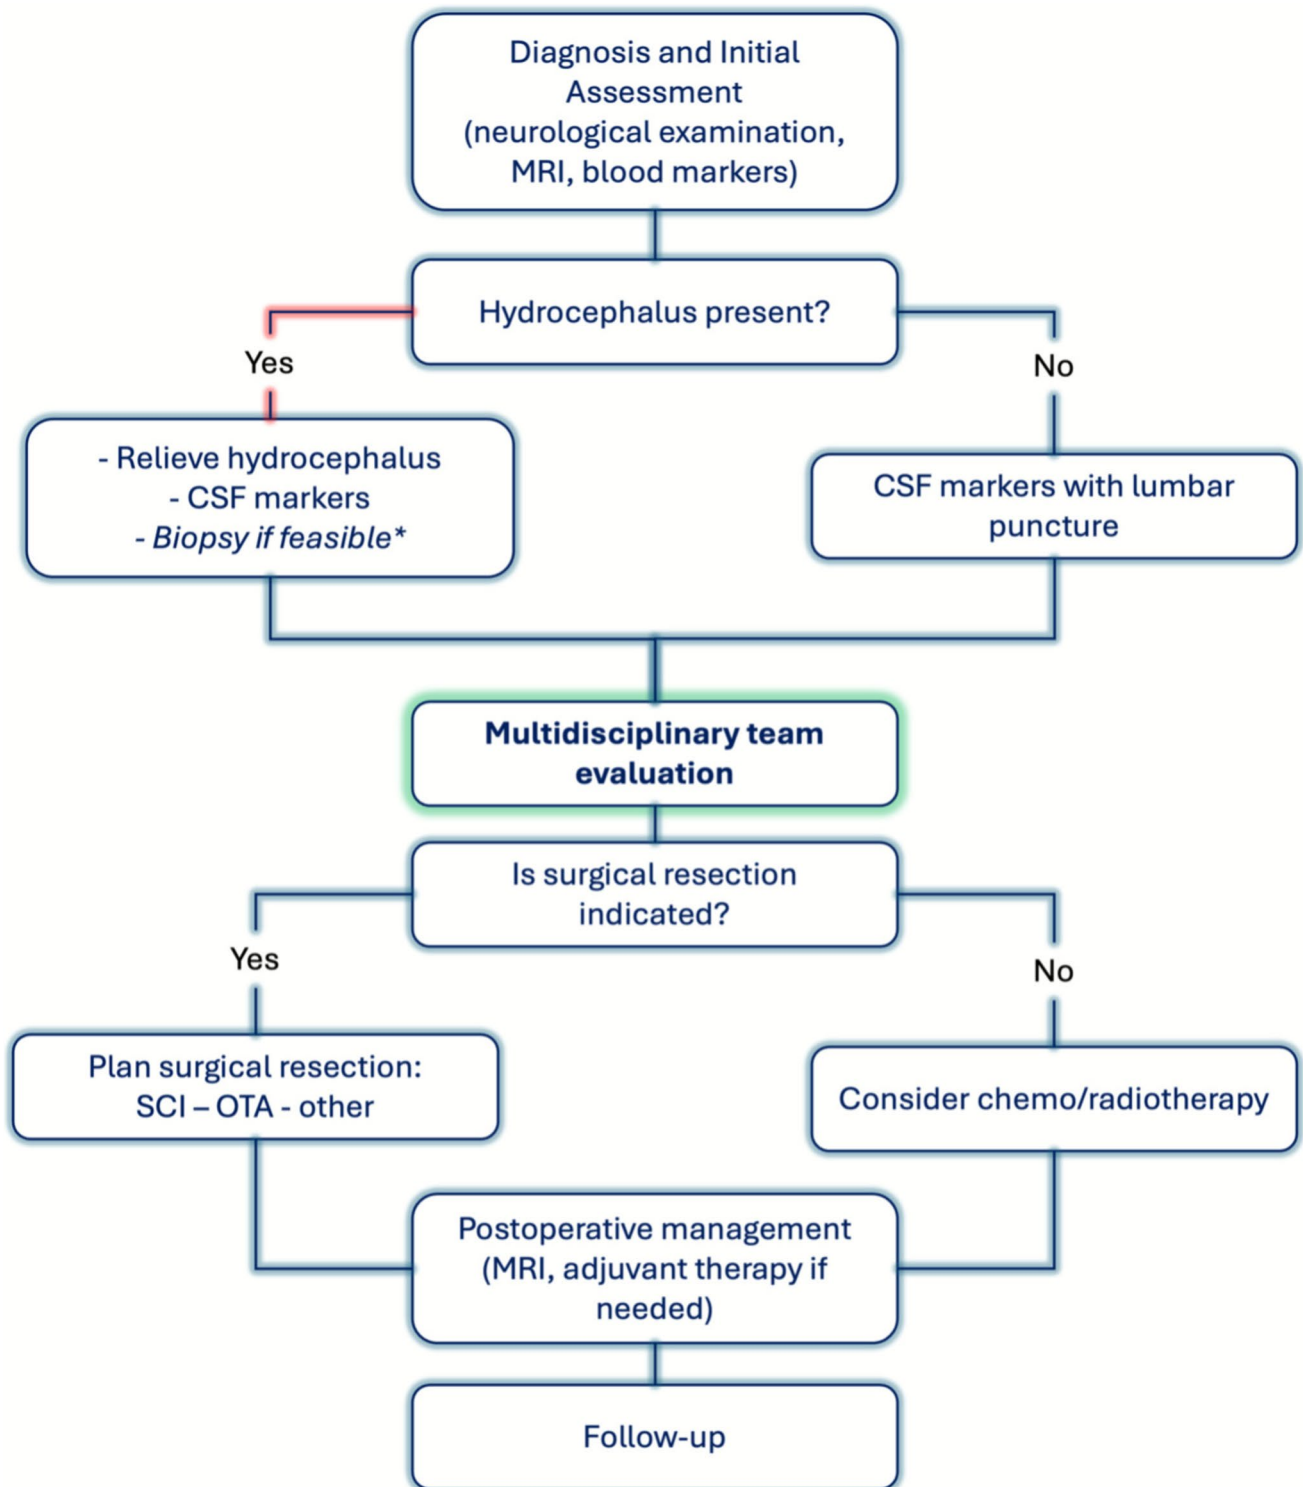 Diagnosis and Initial
Assessment
(neurological examination,
MRI, blood markers)
Hydrocephalus present?
Yes
No
- Relieve hydrocephalus
- CSF markers
- Biopsy if feasible*
CSF markers with lumbar
puncture
Multidisciplinary team
evaluation
Is surgical resection
indicated?
Yes
No
Plan surgical resection:
SCI – OTA - other
Consider chemo/radiotherapy
Postoperative management
(MRI, adjuvant therapy if
needed)
Follow-up